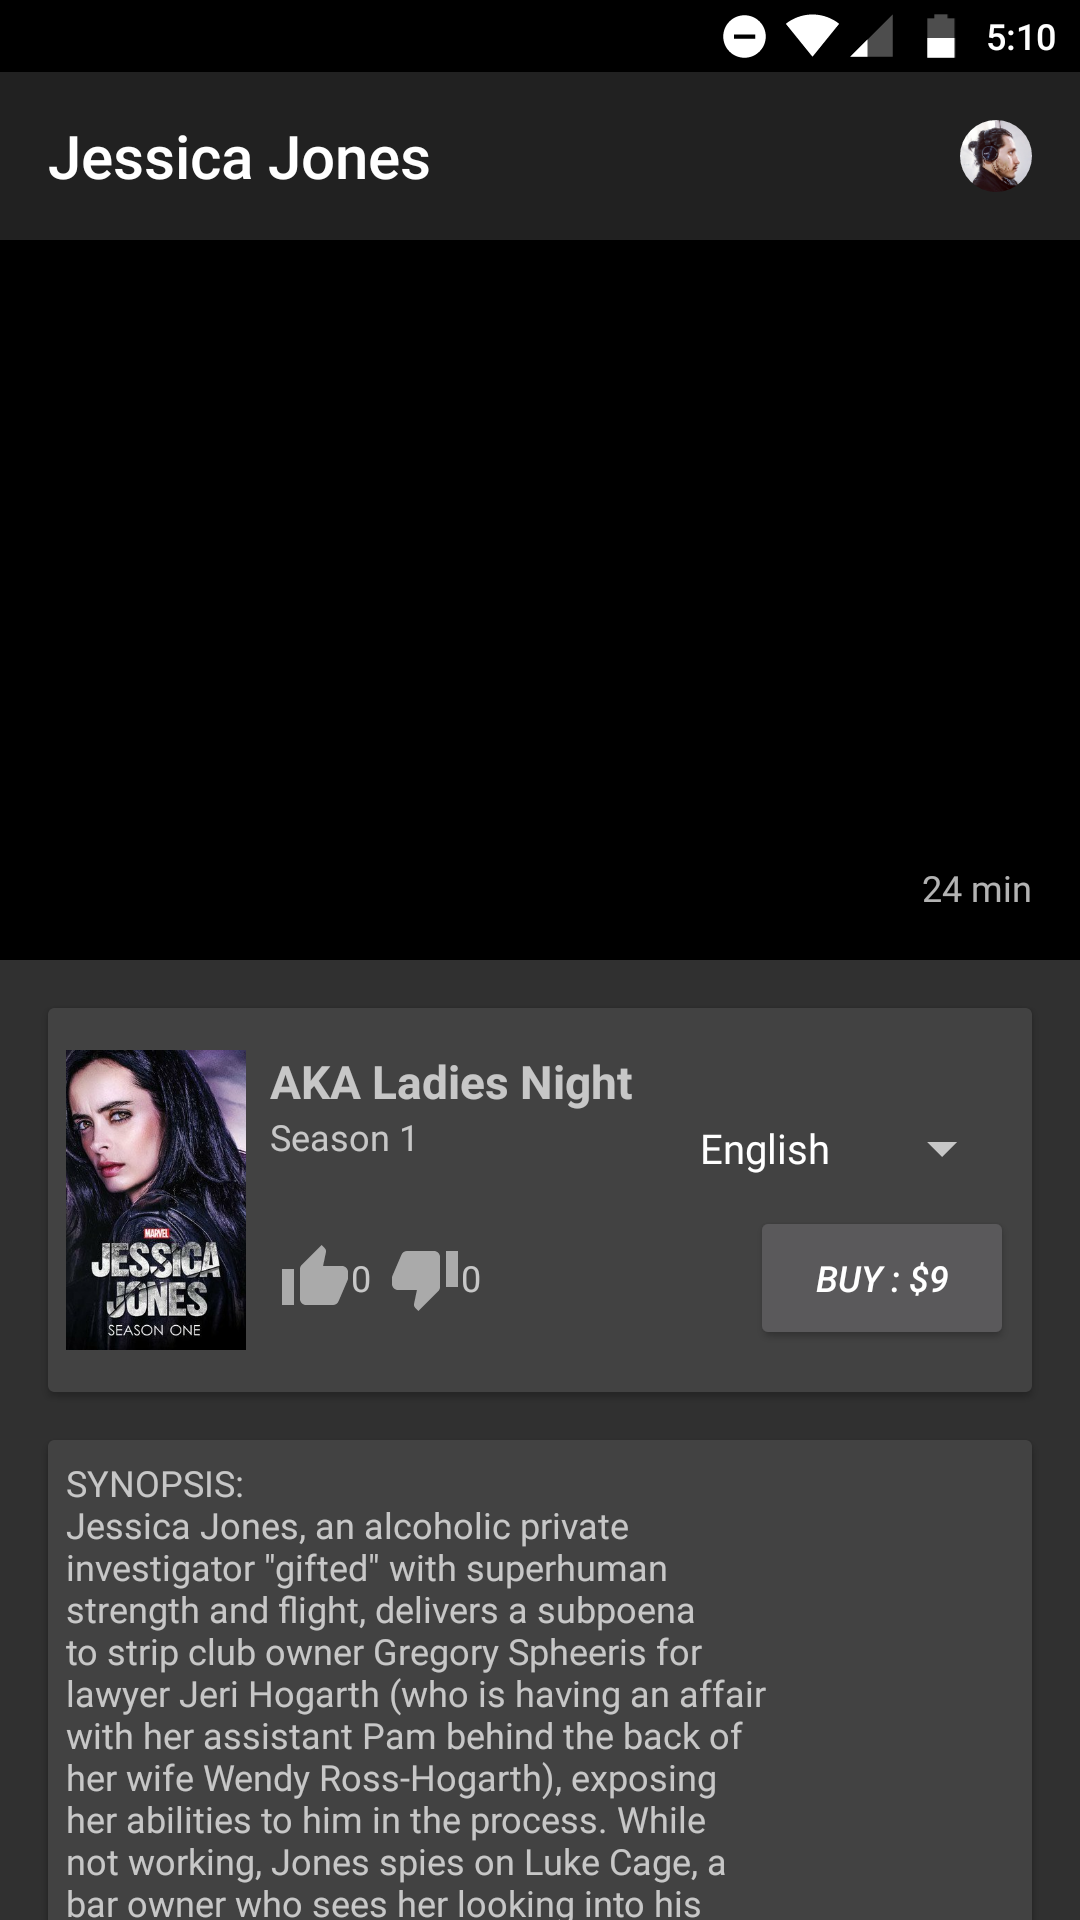 5:10
Jessica Jones
24 min
AKA Ladies Night
Season 1
English
MARVEL
JESSICA
JONES
SEASON ONE
0
0
BUY : $9
SYNOPSIS:
Jessica Jones, an alcoholic private
investigator "gifted" with superhuman
strength and flight, delivers a subpoena
to strip club owner Gregory Spheeris for
lawyer Jeri Hogarth (who is having an affair
with her assistant Pam behind the back of
her wife Wendy Ross-Hogarth), exposing
her abilities to him in the process. While
not working, Jones spies on Luke Cage, a
bar owner who sees her looking into his